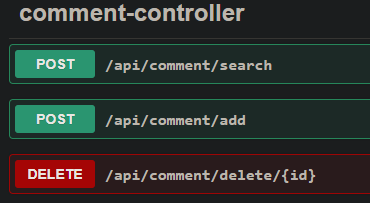 comment-controller
POST /api/comment/search
POST /api/comment/add
DELETE /api/comment/delete/{id}